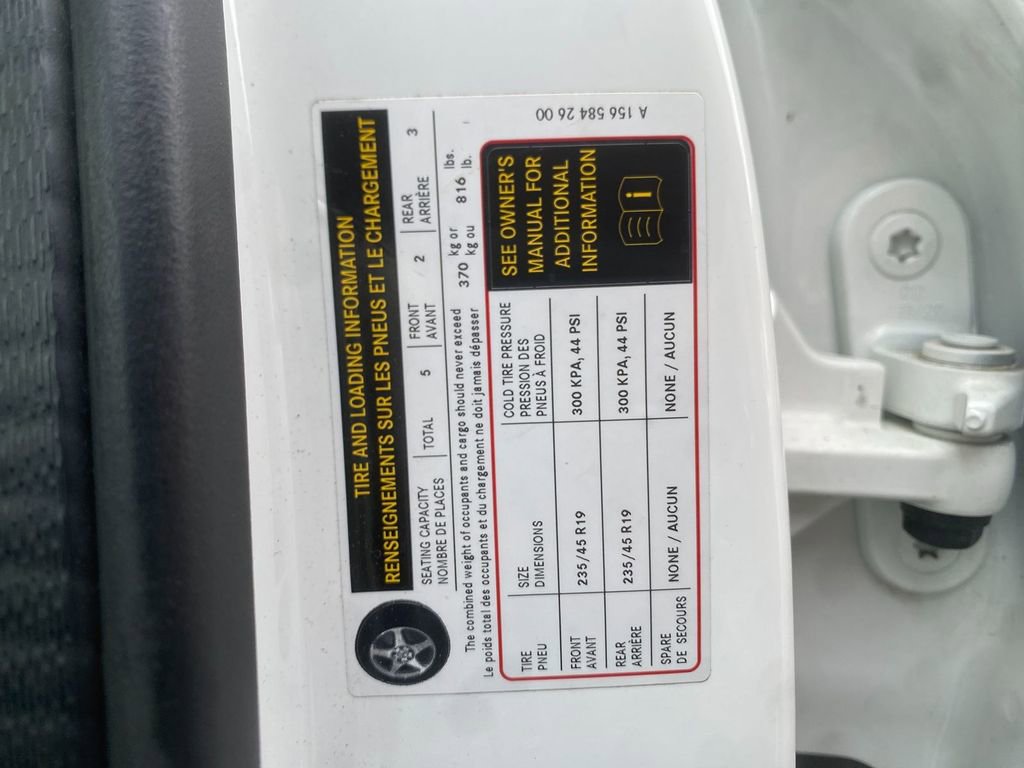 TIRE AND LOADING INFORMATION
RENSEIGNEMENTS SUR LES PNEUS ET LE CHARGEMENT
SEATING CAPACITY
NOMBRE DE PLACES
TOTAL 5
FRONT
AVANT
2
REAR
ARRIÈRE
3
The combined weight of occupants and cargo should never exceed 370 kg or 816 lbs.
Le poids total des occupants et du chargement ne doit jamais dépasser kg ou lb.
TIRE
PNEU
SIZE
DIMENSIONS
COLD TIRE PRESSURE
PRESSION DES
PNEUS À FROID
FRONT
AVANT
235/45 R19
300 KPA, 44 PSI
REAR
ARRIÈRE
235/45 R19
300 KPA, 44 PSI
SPARE
DE SECOURS
NONE / AUCUN
NONE / AUCUN
SEE OWNER'S
MANUAL FOR
ADDITIONAL
INFORMATION
A 156 584 26 00